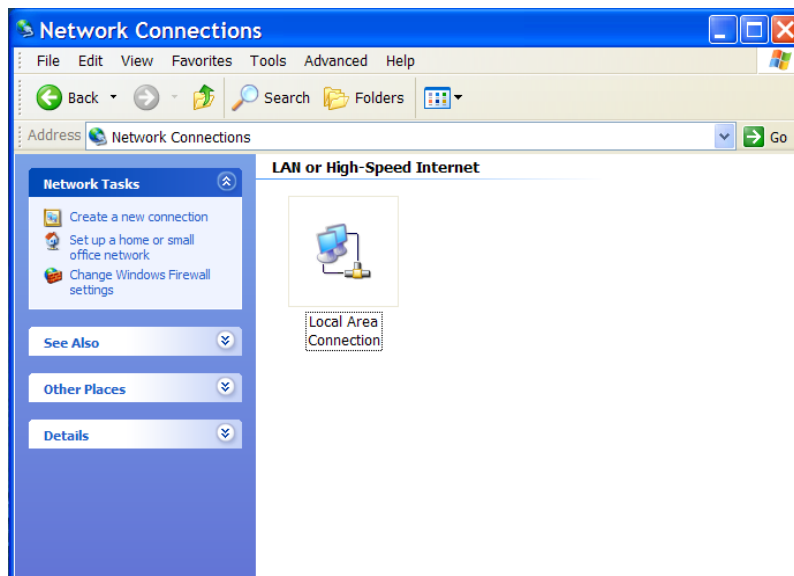 Network Connections
File Edit View Favorites Tools Advanced Help
Back Search Folders
Address Network Connections Go
Network Tasks
Create a new connection
Set up a home or small
office network
Change Windows Firewall
settings
See Also
Other Places
Details
LAN or High-Speed Internet
Local Area
Connection